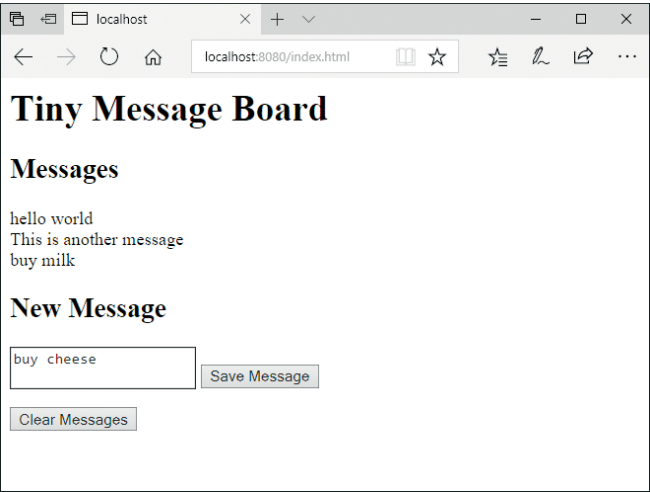 localhost
localhost:8080/index.html
Tiny Message Board
Messages
hello world
This is another message
buy milk
New Message
buy cheese
Save Message
Clear Messages